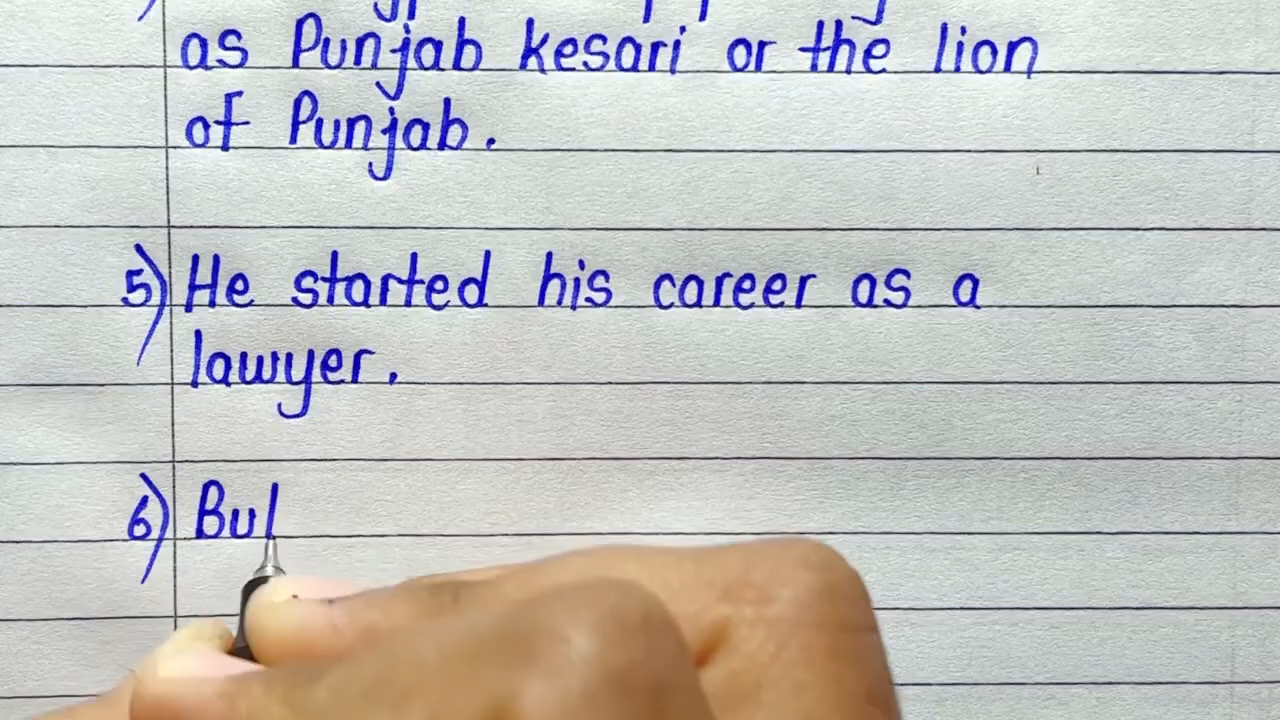 as Punjab kesari or the lion
of Punjab.
5) He started his career as a
lawyer.
6) Bul